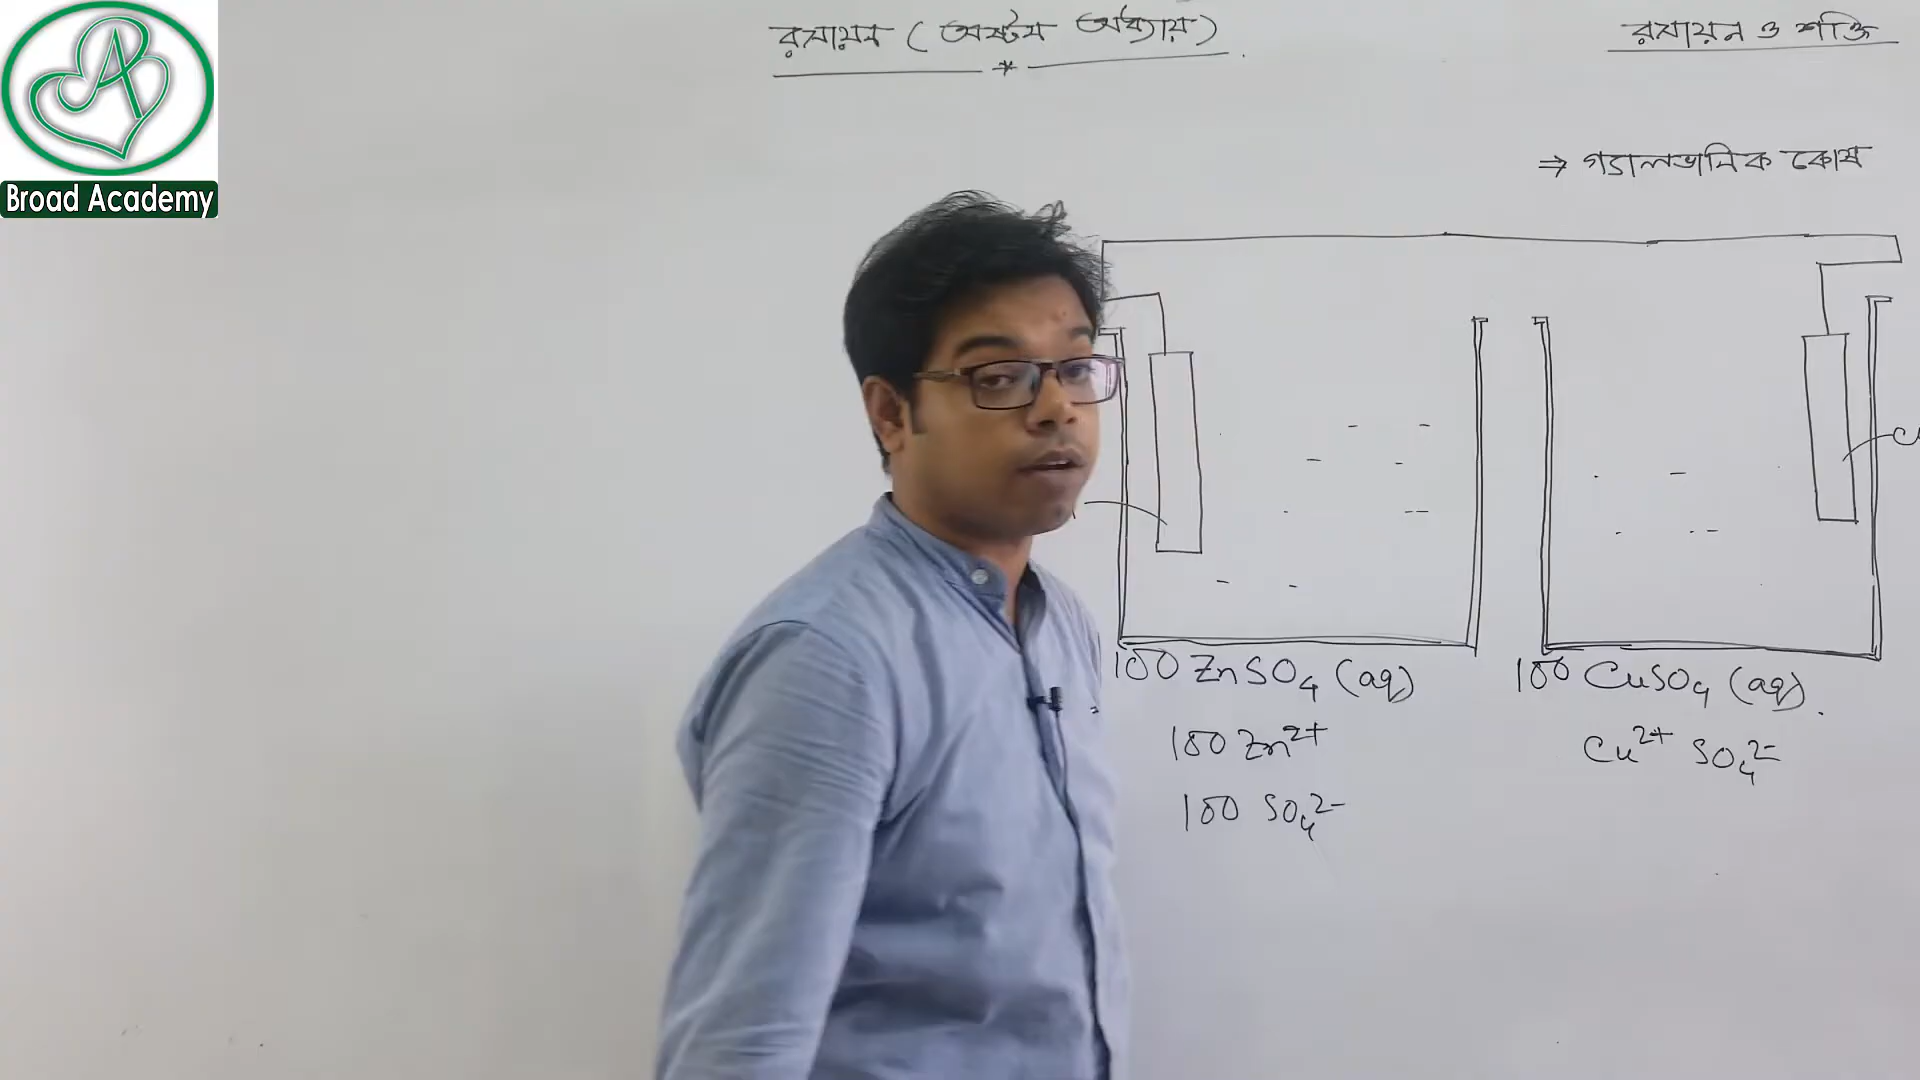 রসায়ন (অষ্টম অধ্যায়)
রসায়ন ও শক্তি
Broad Academy
⇒ গ্যালভানিক কোষ
100 ZnSO₄ (aq)
100 CuSO₄ (aq)
100 Zn²⁺
Cu²⁺ SO₄²⁻
100 SO₄²⁻